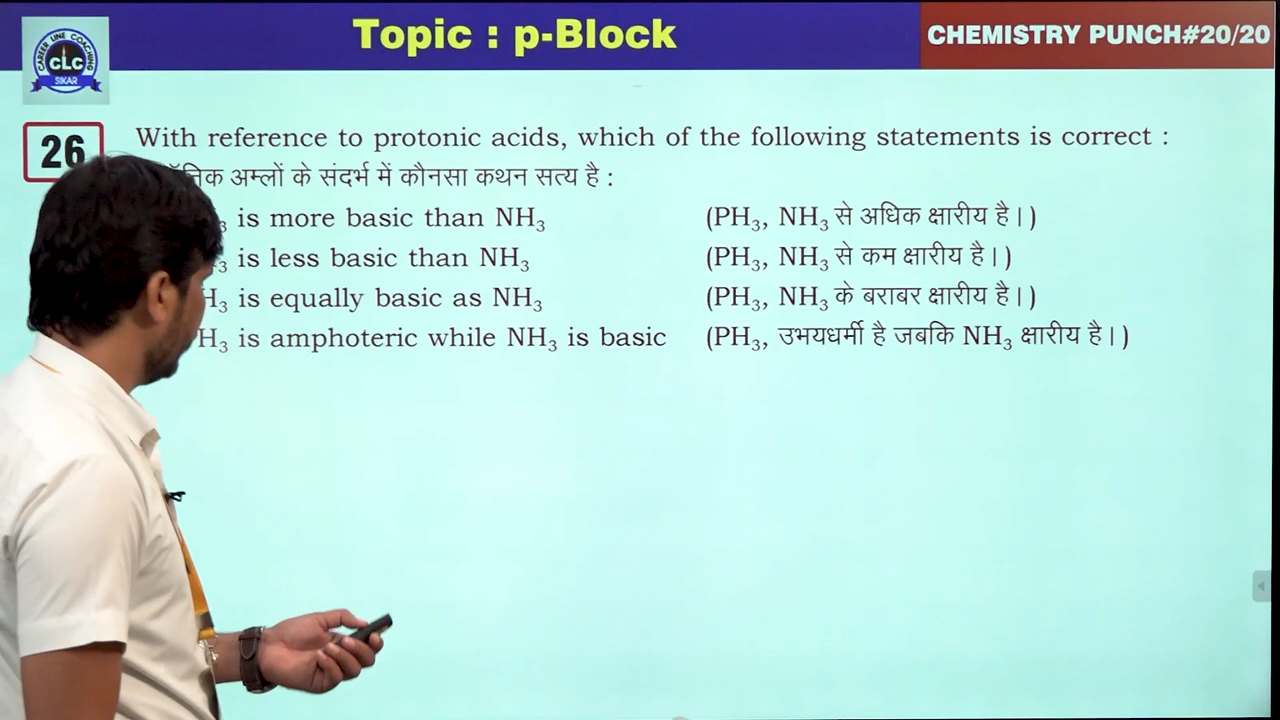 Topic : p-Block
CHEMISTRY PUNCH#20/20
CAREER LINE COACHING
CLC
SIKAR
26
With reference to protonic acids, which of the following statements is correct :
अम्लों के संदर्भ में कौनसा कथन सत्य है :
is more basic than NH₃ (PH₃, NH₃ से अधिक क्षारीय है।)
is less basic than NH₃ (PH₃, NH₃ से कम क्षारीय है।)
H₃ is equally basic as NH₃ (PH₃, NH₃ के बराबर क्षारीय है।)
H₃ is amphoteric while NH₃ is basic (PH₃, उभयधर्मी है जबकि NH₃ क्षारीय है।)